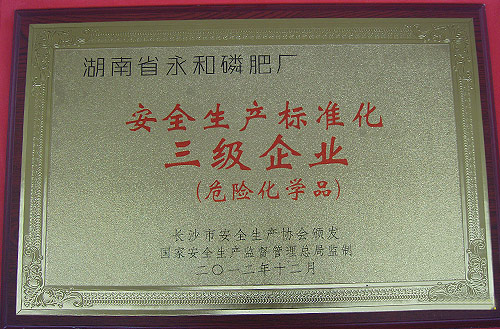 湖南省永和磷肥厂
安全生产标准化
三级企业
(危险化学品)
长沙市安全生产协会颁发
国家安全生产监督管理总局监制
二〇一二年十二月